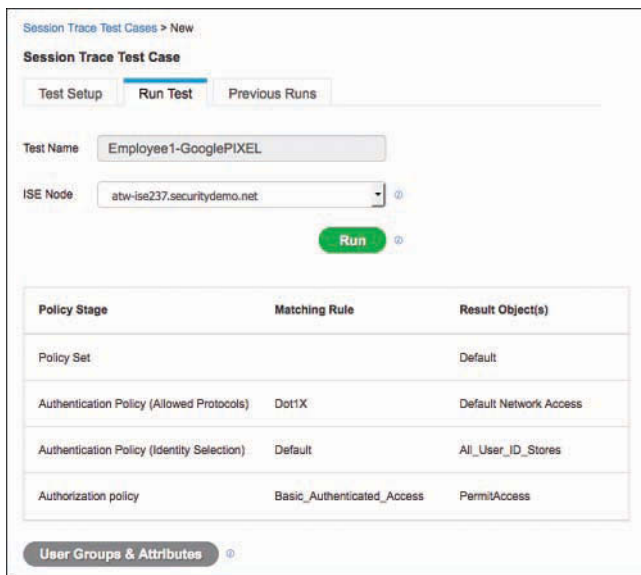 Session Trace Test Cases > New
Session Trace Test Case
Test Setup Run Test Previous Runs
Test Name Employee1-GooglePIXEL
ISE Node atw-ise237.securitydemo.net
Run
Policy Stage Matching Rule Result Object(s)
Policy Set Default
Authentication Policy (Allowed Protocols) Dot1X Default Network Access
Authentication Policy (Identity Selection) Default All_User_ID_Stores
Authorization policy Basic_Authenticated_Access PermitAccess
User Groups & Attributes